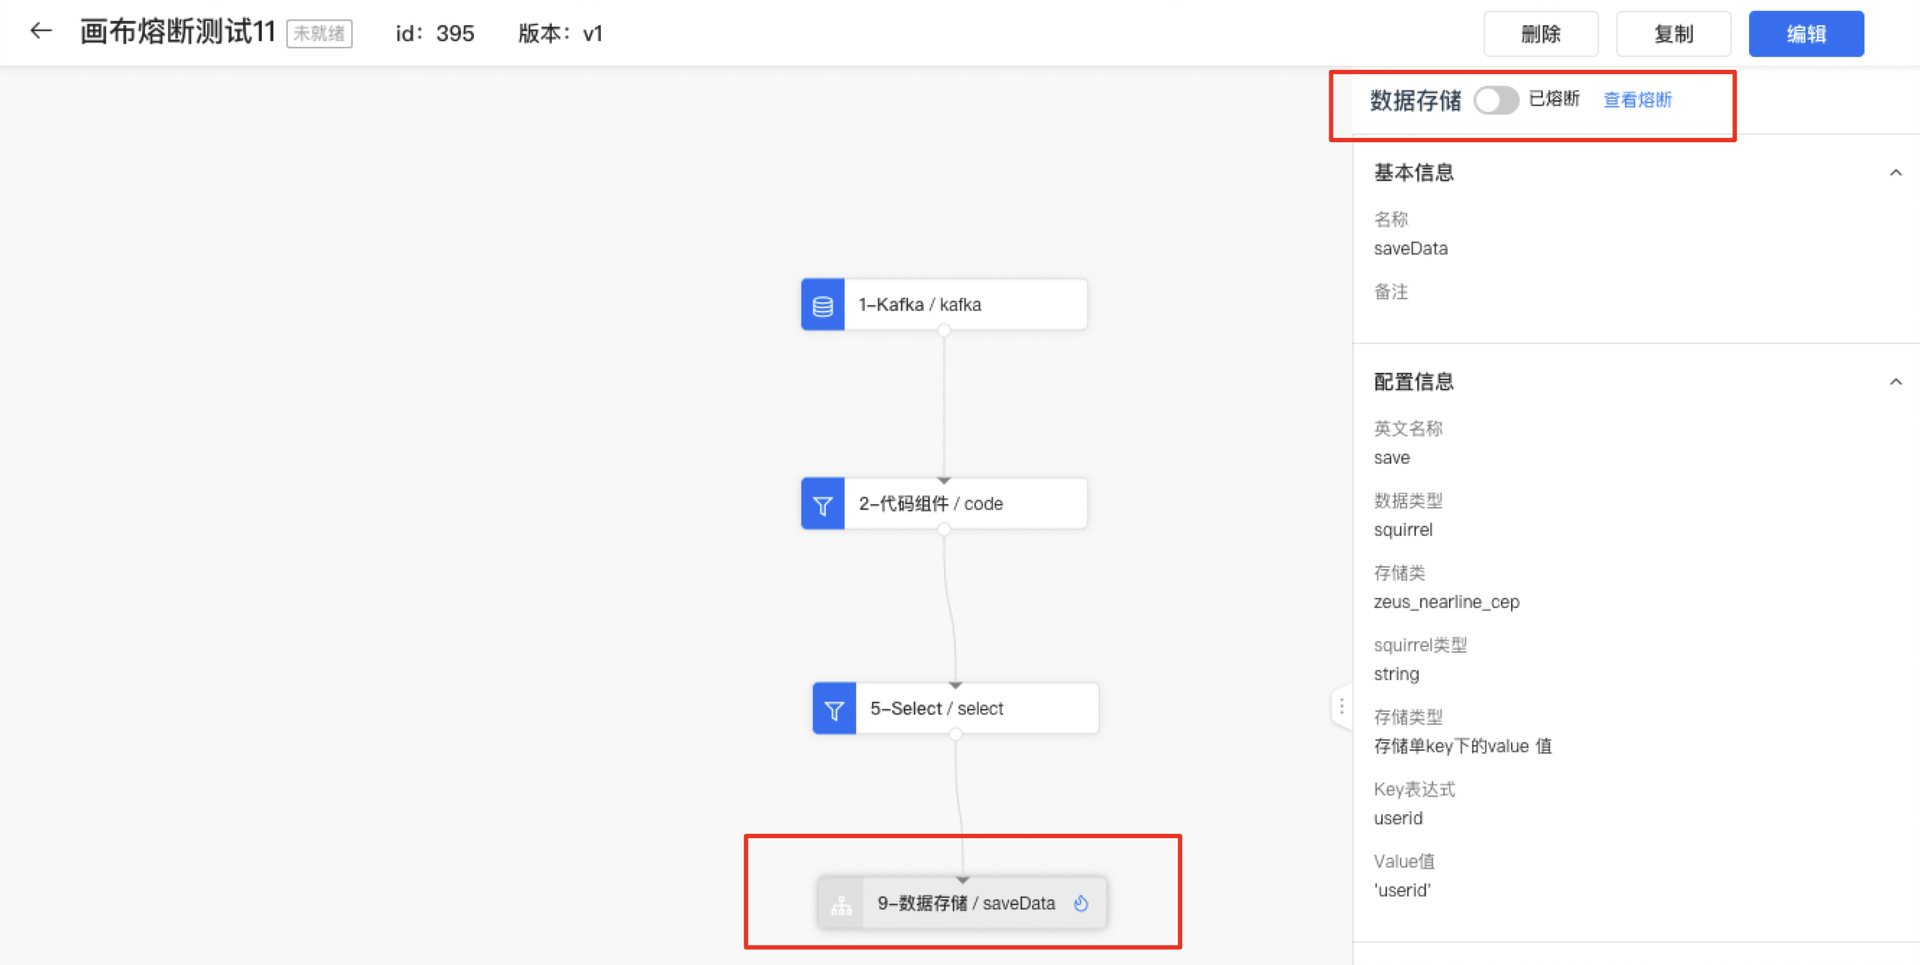 画布熔断测试11 未就绪 id：395 版本：v1 删除 复制 编辑
数据存储 已熔断 查看熔断
基本信息
名称
saveData
备注
配置信息
英文名称
save
数据类型
squirrel
存储类
zeus_nearline_cep
squirrel类型
string
存储类型
存储单key下的value 值
Key表达式
userid
Value值
'userid'
1-Kafka / kafka
2-代码组件 / code
5-Select / select
9-数据存储 / saveData